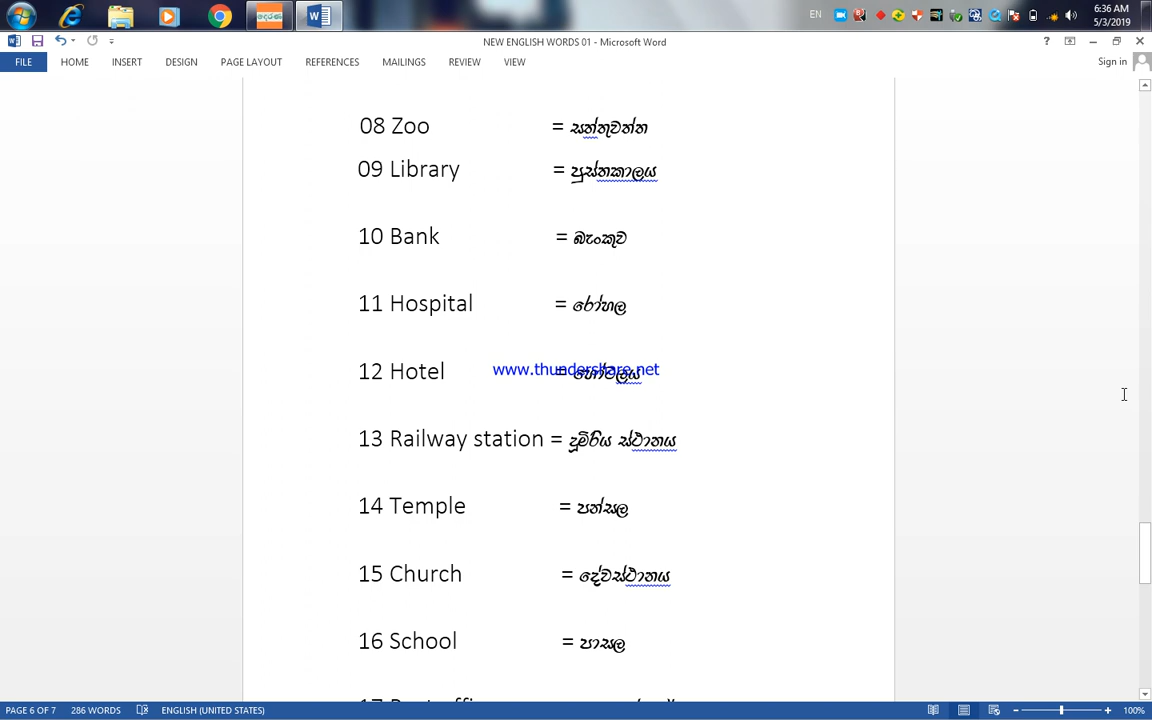 EN
6:36 AM
5/3/2019
දෙරණ
NEW ENGLISH WORDS 01 - Microsoft Word
FILE HOME INSERT DESIGN PAGE LAYOUT REFERENCES MAILINGS REVIEW VIEW
Sign in
08 Zoo = සත්තුවත්ත
09 Library = පුස්තකාලය
10 Bank = බැංකුව
11 Hospital = රෝහල
12 Hotel = හෝටලය
www.thundershare.net
13 Railway station = දුම්රිය ස්ථානය
14 Temple = පන්සල
15 Church = දේවස්ථානය
16 School = පාසල
PAGE 6 OF 7 286 WORDS ENGLISH (UNITED STATES)
100%